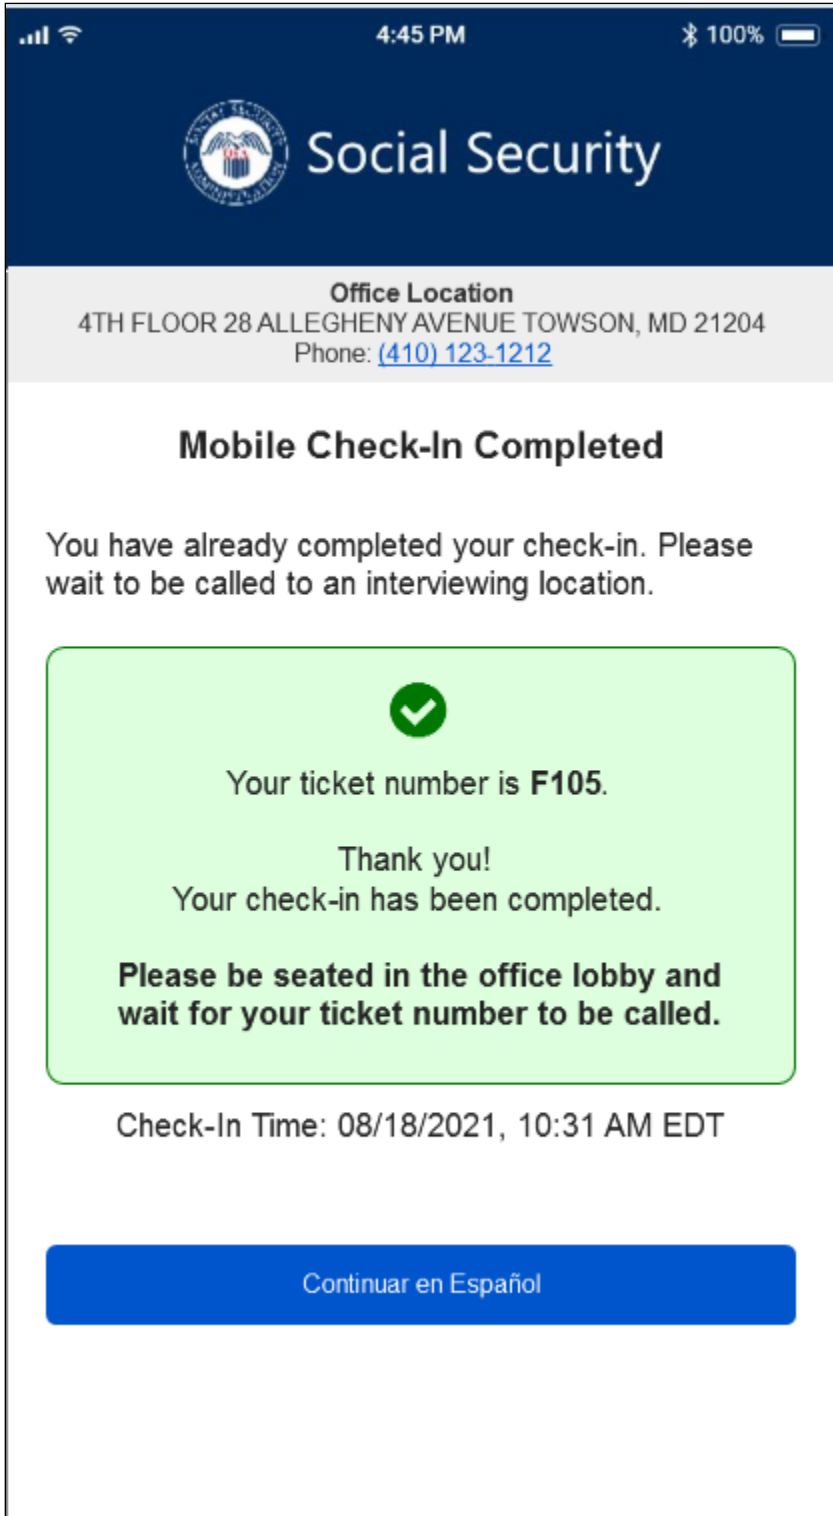 4:45 PM
100%
SOCIAL SECURITY ADMINISTRATION
USA
Social Security
Office Location
4TH FLOOR 28 ALLEGHENY AVENUE TOWSON, MD 21204
Phone: (410) 123-1212
Mobile Check-In Completed
You have already completed your check-in. Please
wait to be called to an interviewing location.
Your ticket number is F105.
Thank you!
Your check-in has been completed.
Please be seated in the office lobby and
wait for your ticket number to be called.
Check-In Time: 08/18/2021, 10:31 AM EDT
Continuar en Español